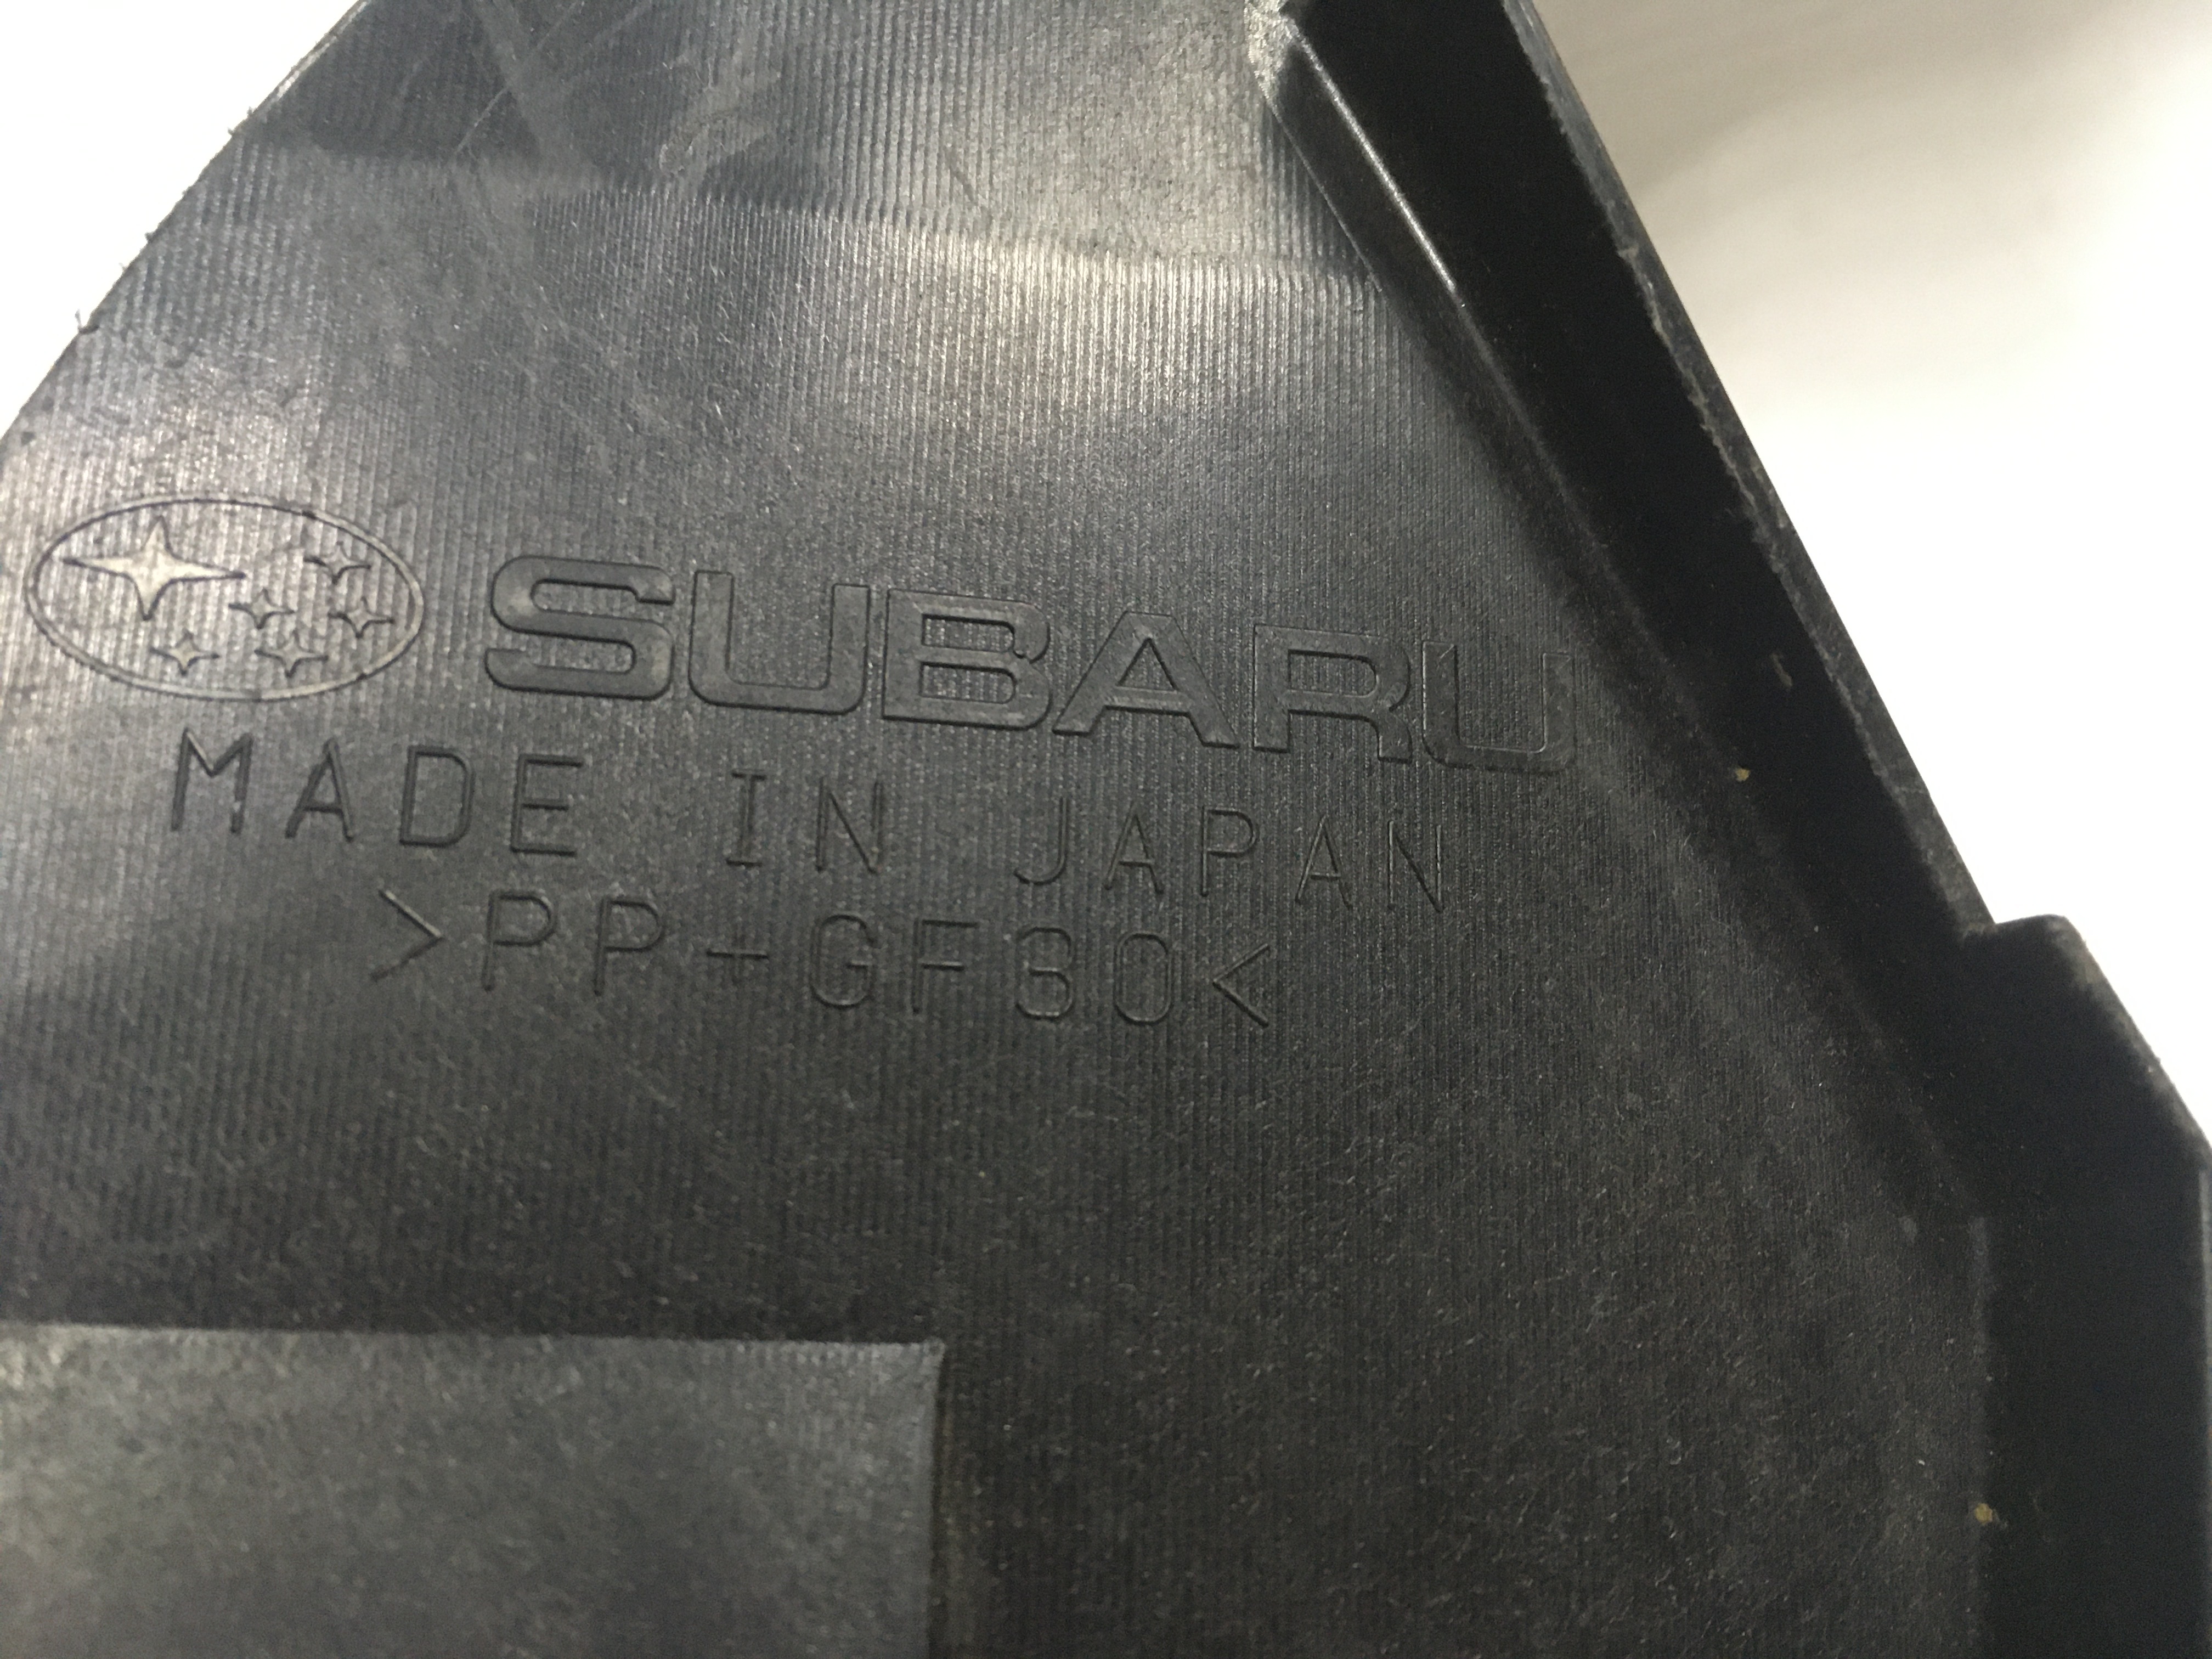 SUBARU
MADE IN JAPAN
>PP+GF30<